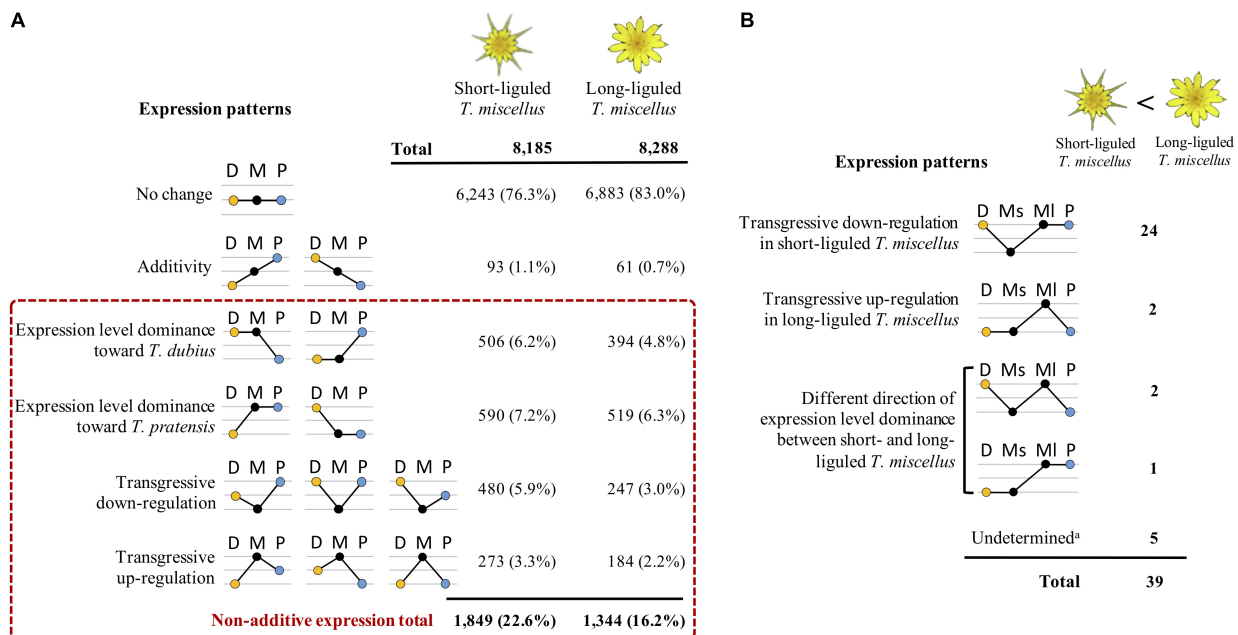 A
Short-liguled
T. miscellus
Long-liguled
T. miscellus
Expression patterns
Total 8,185 8,288
D M P
No change 6,243 (76.3%) 6,883 (83.0%)
D M P D M P
Additivity 93 (1.1%) 61 (0.7%)
D M P D M P
Expression level dominance
toward T. dubius
506 (6.2%) 394 (4.8%)
D M P D M P
Expression level dominance
toward T. pratensis
590 (7.2%) 519 (6.3%)
D M P D M P D M P
Transgressive
down-regulation
480 (5.9%) 247 (3.0%)
D M P D M P D M P
Transgressive
up-regulation
273 (3.3%) 184 (2.2%)
Non-additive expression total 1,849 (22.6%) 1,344 (16.2%)
B
<
Short-liguled
T. miscellus
Long-liguled
T. miscellus
Expression patterns
D Ms Ml P
Transgressive down-regulation
in short-liguled T. miscellus
24
D Ms Ml P
Transgressive up-regulation
in long-liguled T. miscellus
2
D Ms Ml P
2
Different direction of
expression level dominance
between short- and long-
liguled T. miscellus
D Ms Ml P
1
Undeterminedᵃ 5
Total 39